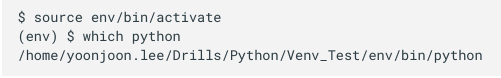 $ source env/bin/activate
(env) $ which python
/home/yoonjoon.lee/Drills/Python/Venv_Test/env/bin/python